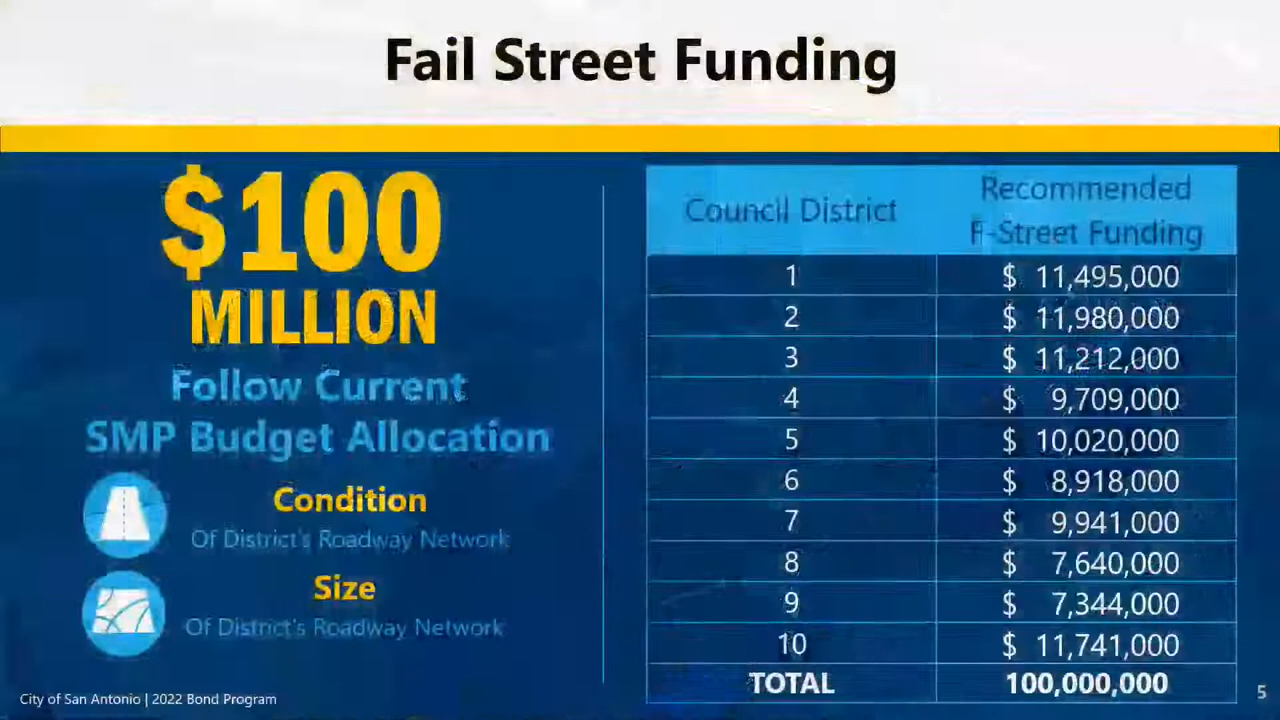 Fail Street Funding
$100
MILLION
Follow Current
SMP Budget Allocation
Condition
Of District's Roadway Network
Size
Of District's Roadway Network
Council District
Recommended
F-Street Funding
1 $ 11,495,000
2 $ 11,980,000
3 $ 11,212,000
4 $ 9,709,000
5 $ 10,020,000
6 $ 8,918,000
7 $ 9,941,000
8 $ 7,640,000
9 $ 7,344,000
10 $ 11,741,000
TOTAL 100,000,000
City of San Antonio | 2022 Bond Program
5